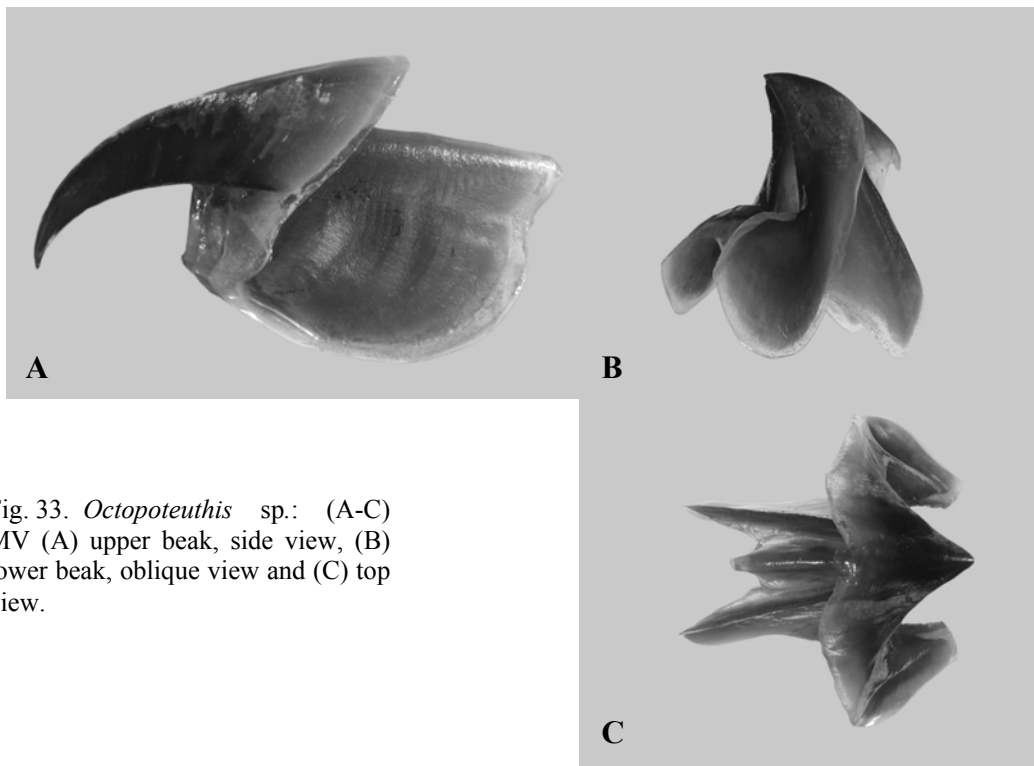 A
B
ig. 33. Octopoteuthis sp.: (A-C)
MV (A) upper beak, side view, (B)
ower beak, oblique view and (C) top
iew.
C